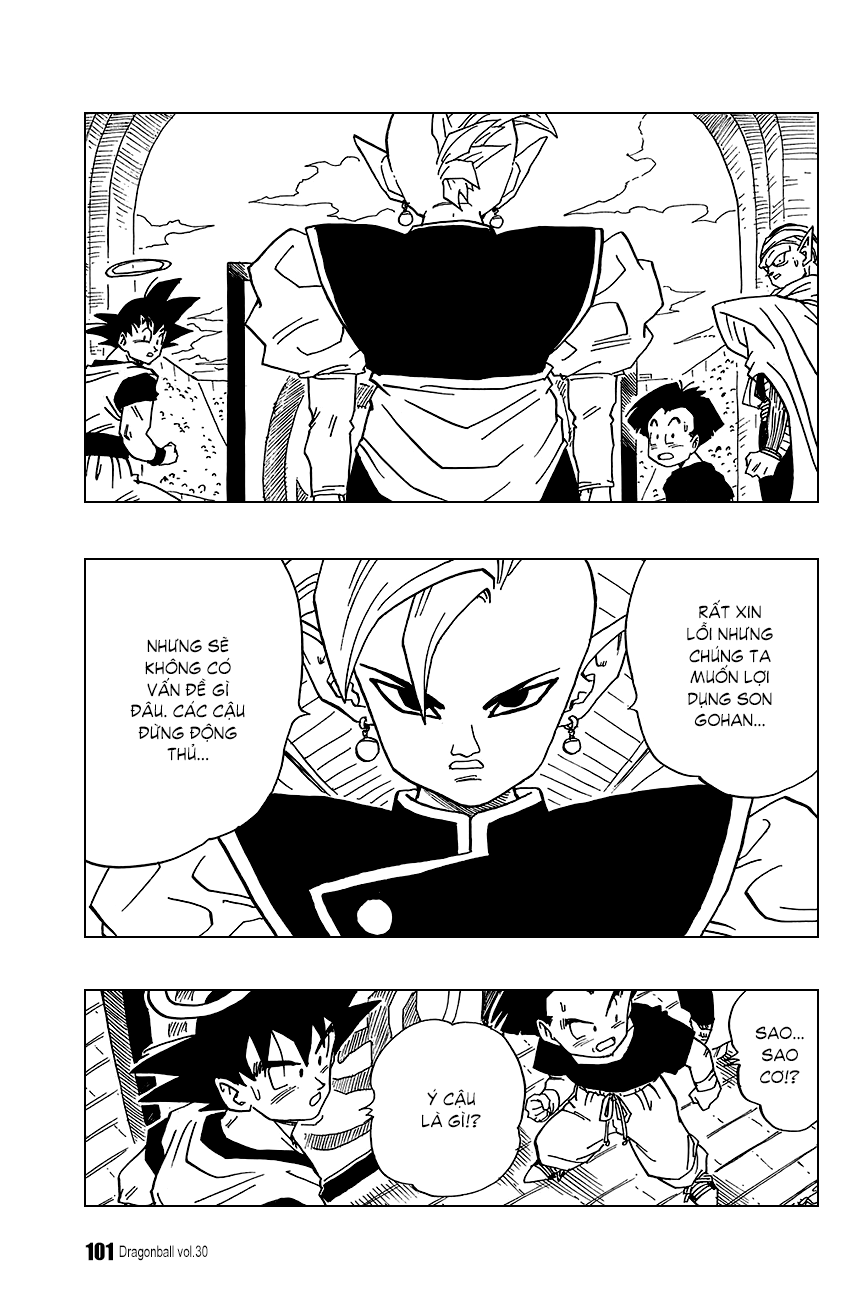 RẤT XIN
LỖI NHƯNG
CHÚNG TA
MUỐN LỢI
DỤNG SON
GOHAN...
NHƯNG SẼ
KHÔNG CÓ
VẤN ĐỀ GÌ
ĐÂU. CÁC CẬU
ĐỪNG ĐỘNG
THỦ...
SAO...
SAO
CƠ!?
Ý CẬU
LÀ GÌ!?
101 Dragonball vol.30